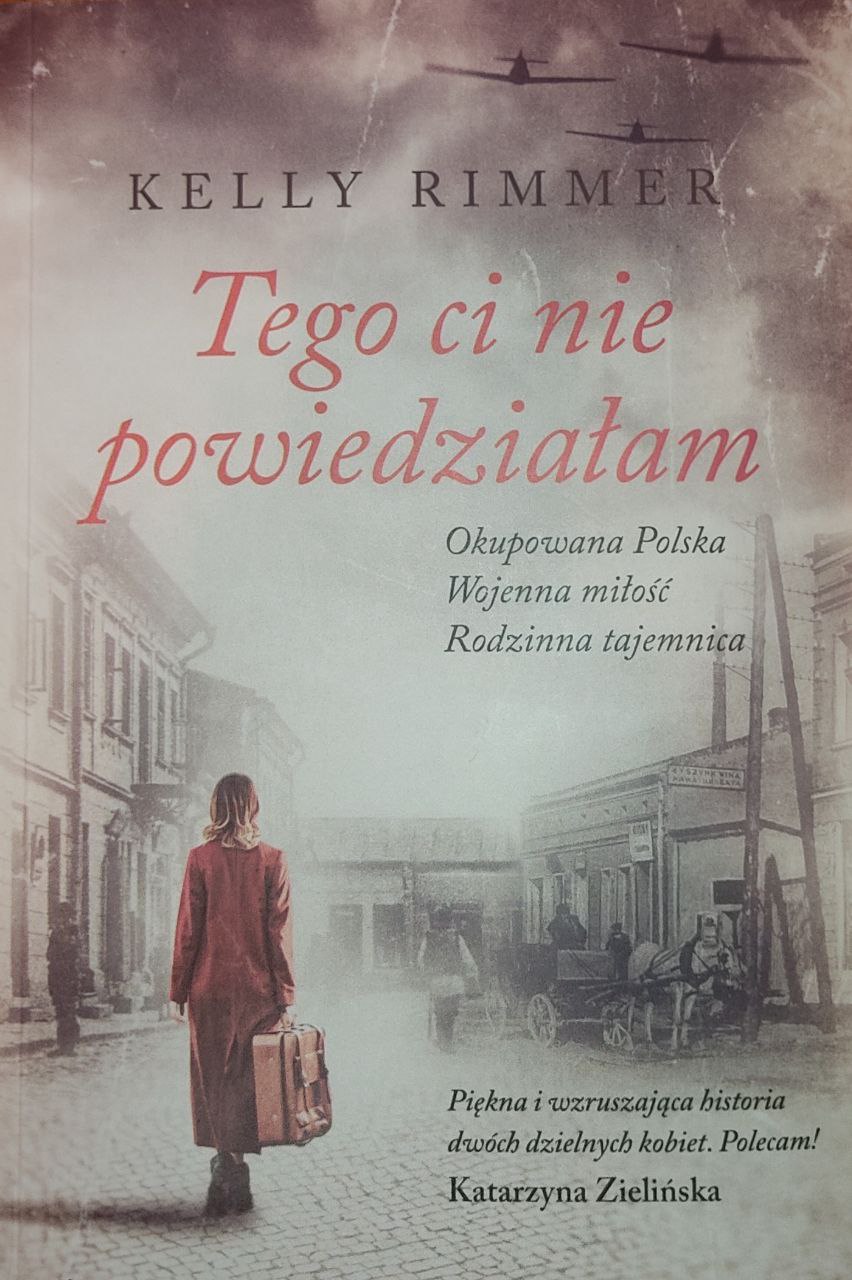 KELLY RIMMER
Tego ci nie
powiedziałam
Okupowana Polska
Wojenna miłość
Rodzinna tajemnica
Piękna i wzruszająca historia
dwóch dzielnych kobiet. Polecam!
Katarzyna Zielińska